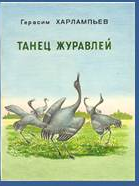 Герасим Харлампьев
ТАНЕЦ ЖУРАВЛЕЙ